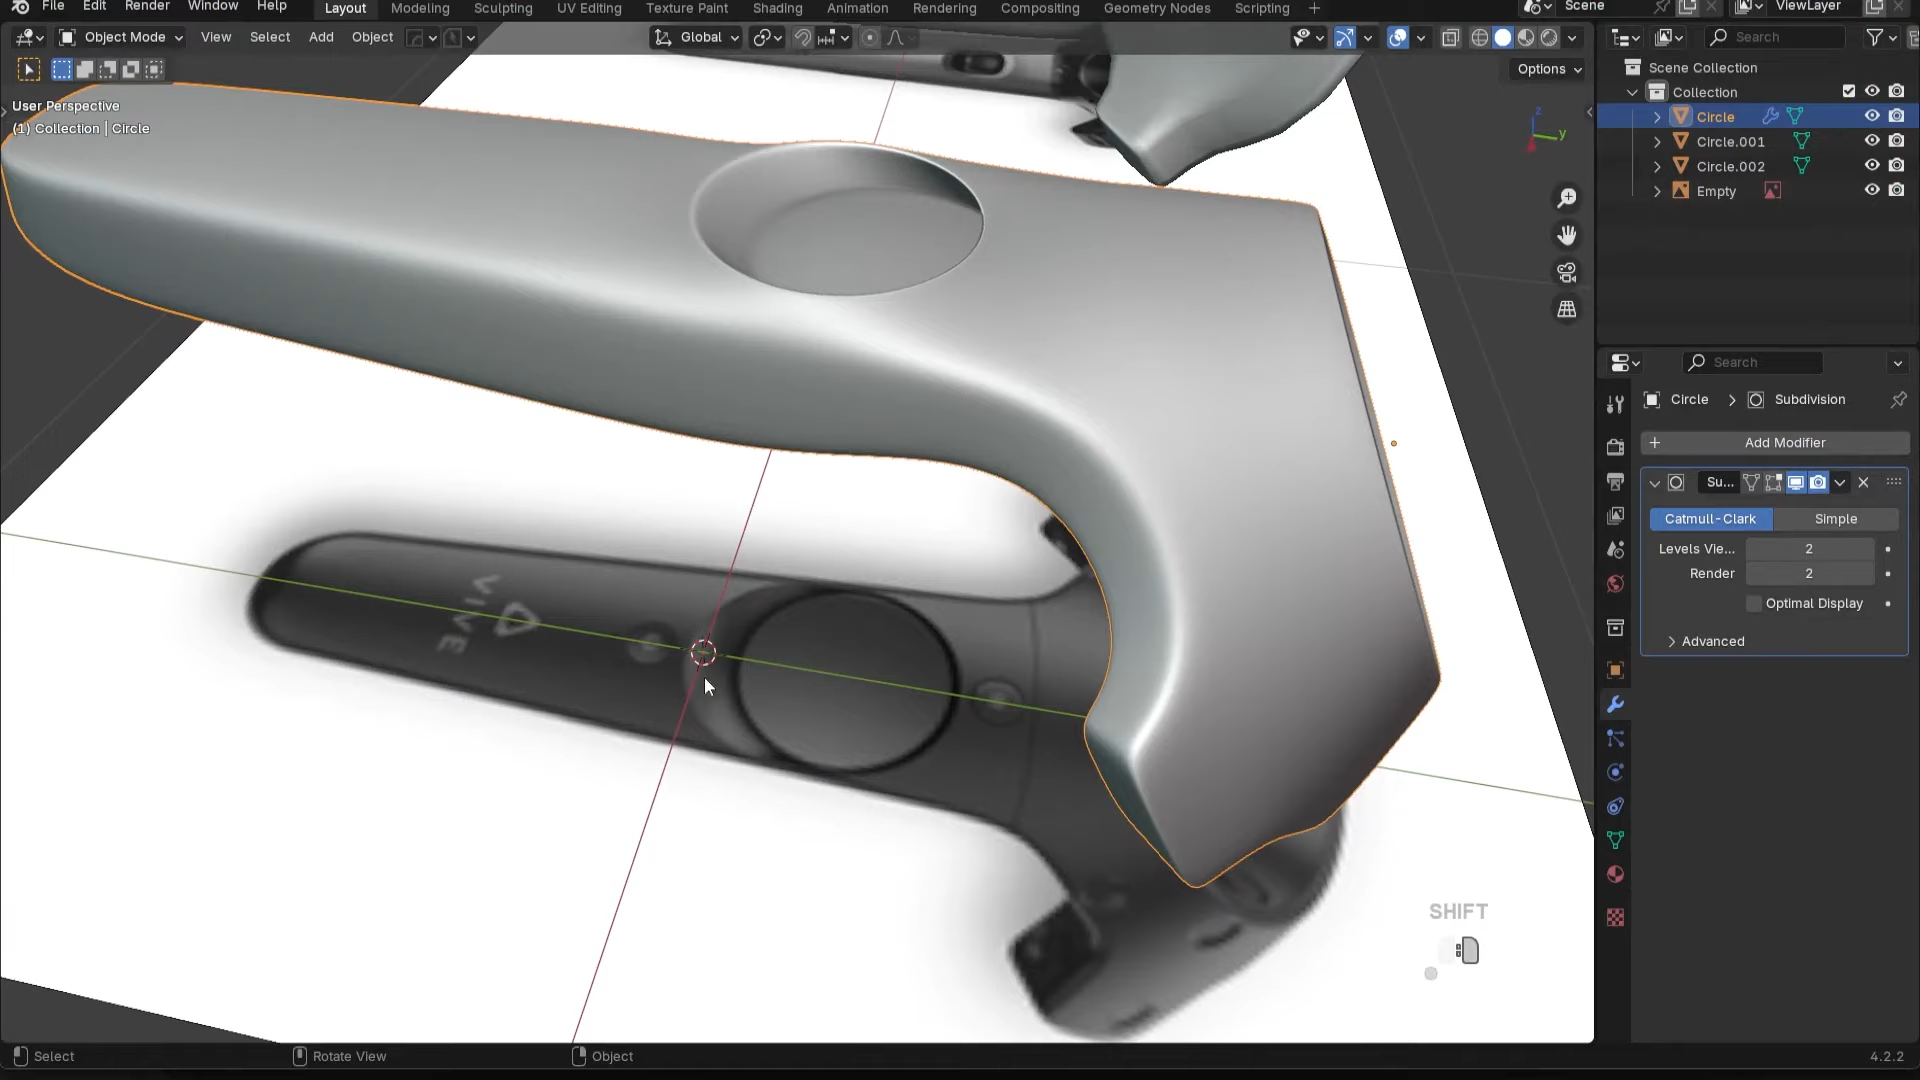 File Edit Render Window Help Layout Modeling Sculpting UV Editing Texture Paint Shading Animation Rendering Compositing Geometry Nodes Scripting + Scene ViewLayer
Object Mode View Select Add Object Global Search
Options
User Perspective
(1) Collection | Circle
Scene Collection
Collection
Circle
Circle.001
Circle.002
Empty
z
y
Search
Circle > Subdivision
+ Add Modifier
Su...
Catmull-Clark Simple
Levels Vie... 2
Render 2
Optimal Display
Advanced
VIVE
SHIFT
Select Rotate View Object 4.2.2